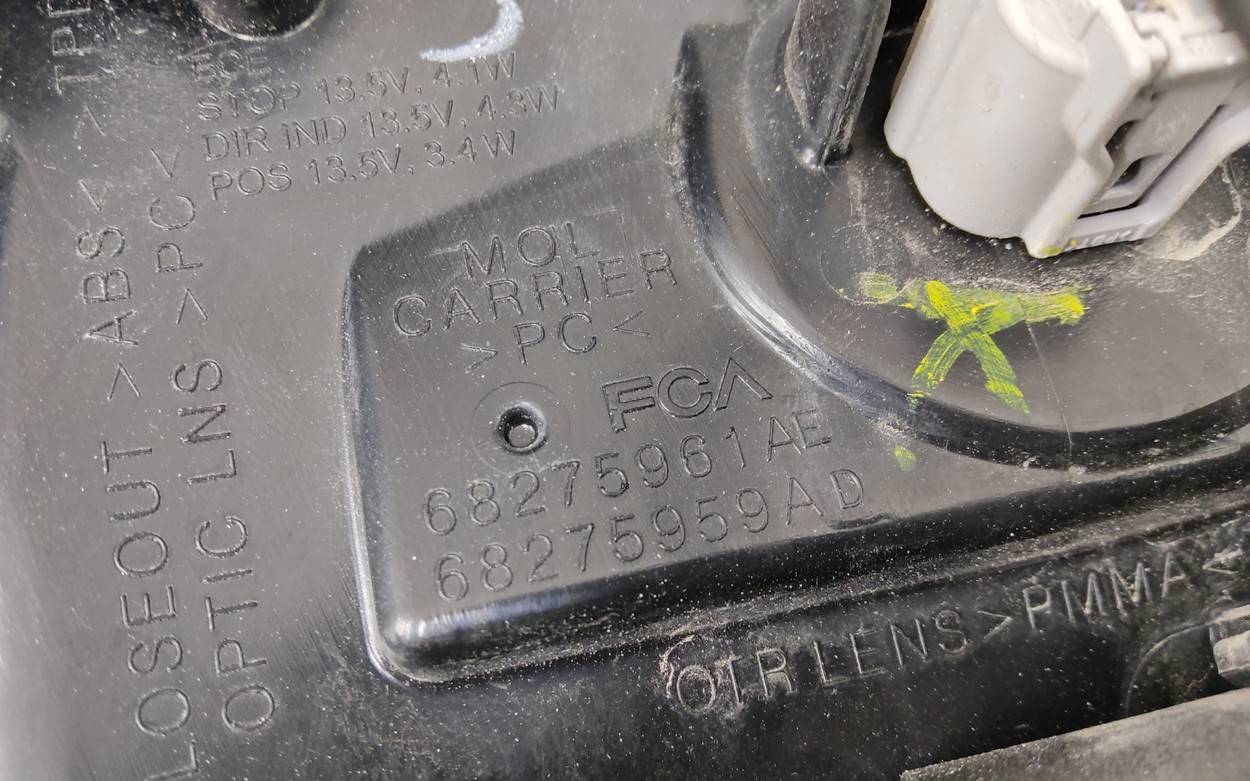 ECE
STOP 13.5V, 4.1W
DIR IND 13.5V, 4.3W
POS 13.5V, 3.4W
MOL
CARRIER
>PC<
FCA
68275961AE
68275959AD
LOSEOUT >ABS<
OPTIC LNS >PC<
OTR LENS >PMMA<